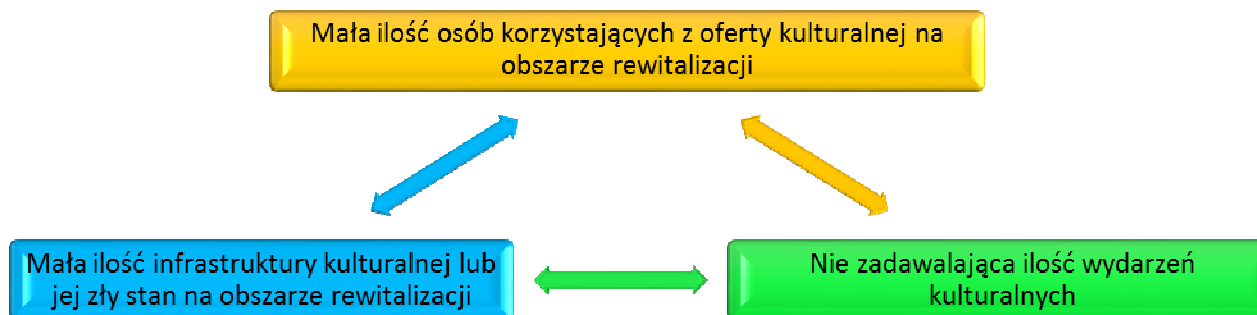 Mała ilość osób korzystających z oferty kulturalnej na
obszarze rewitalizacji
Mała ilość infrastruktury kulturalnej lub
jej zły stan na obszarze rewitalizacji
Nie zadawalająca ilość wydarzeń
kulturalnych